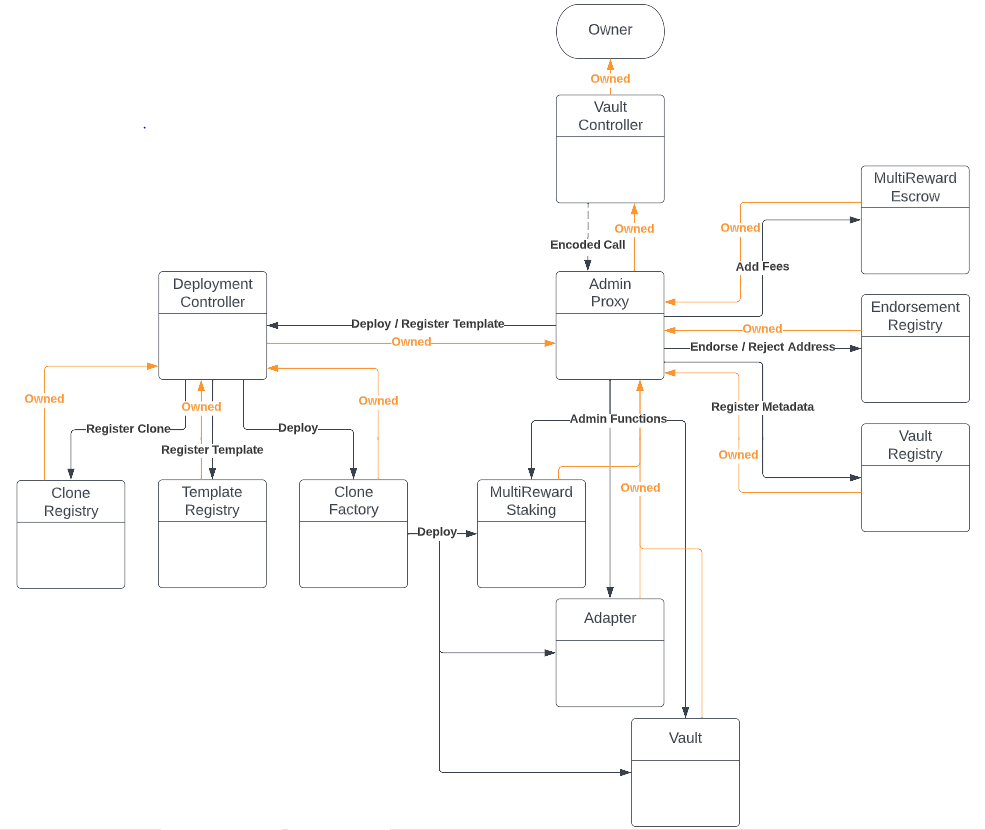 Owner
Owned
Vault
Controller
MultiReward
Escrow
Owned
Owned
Encoded Call
Add Fees
Deployment
Controller
Admin
Proxy
Endorsement
Registry
Deploy / Register Template
Owned
Owned
Endorse / Reject Address
Owned
Owned
Owned
Register Metadata
Admin Functions
Register Clone
Deploy
Register Template
Vault
Registry
Owned
Clone
Registry
Template
Registry
Clone
Factory
MultiReward
Staking
Owned
Deploy
Adapter
Vault